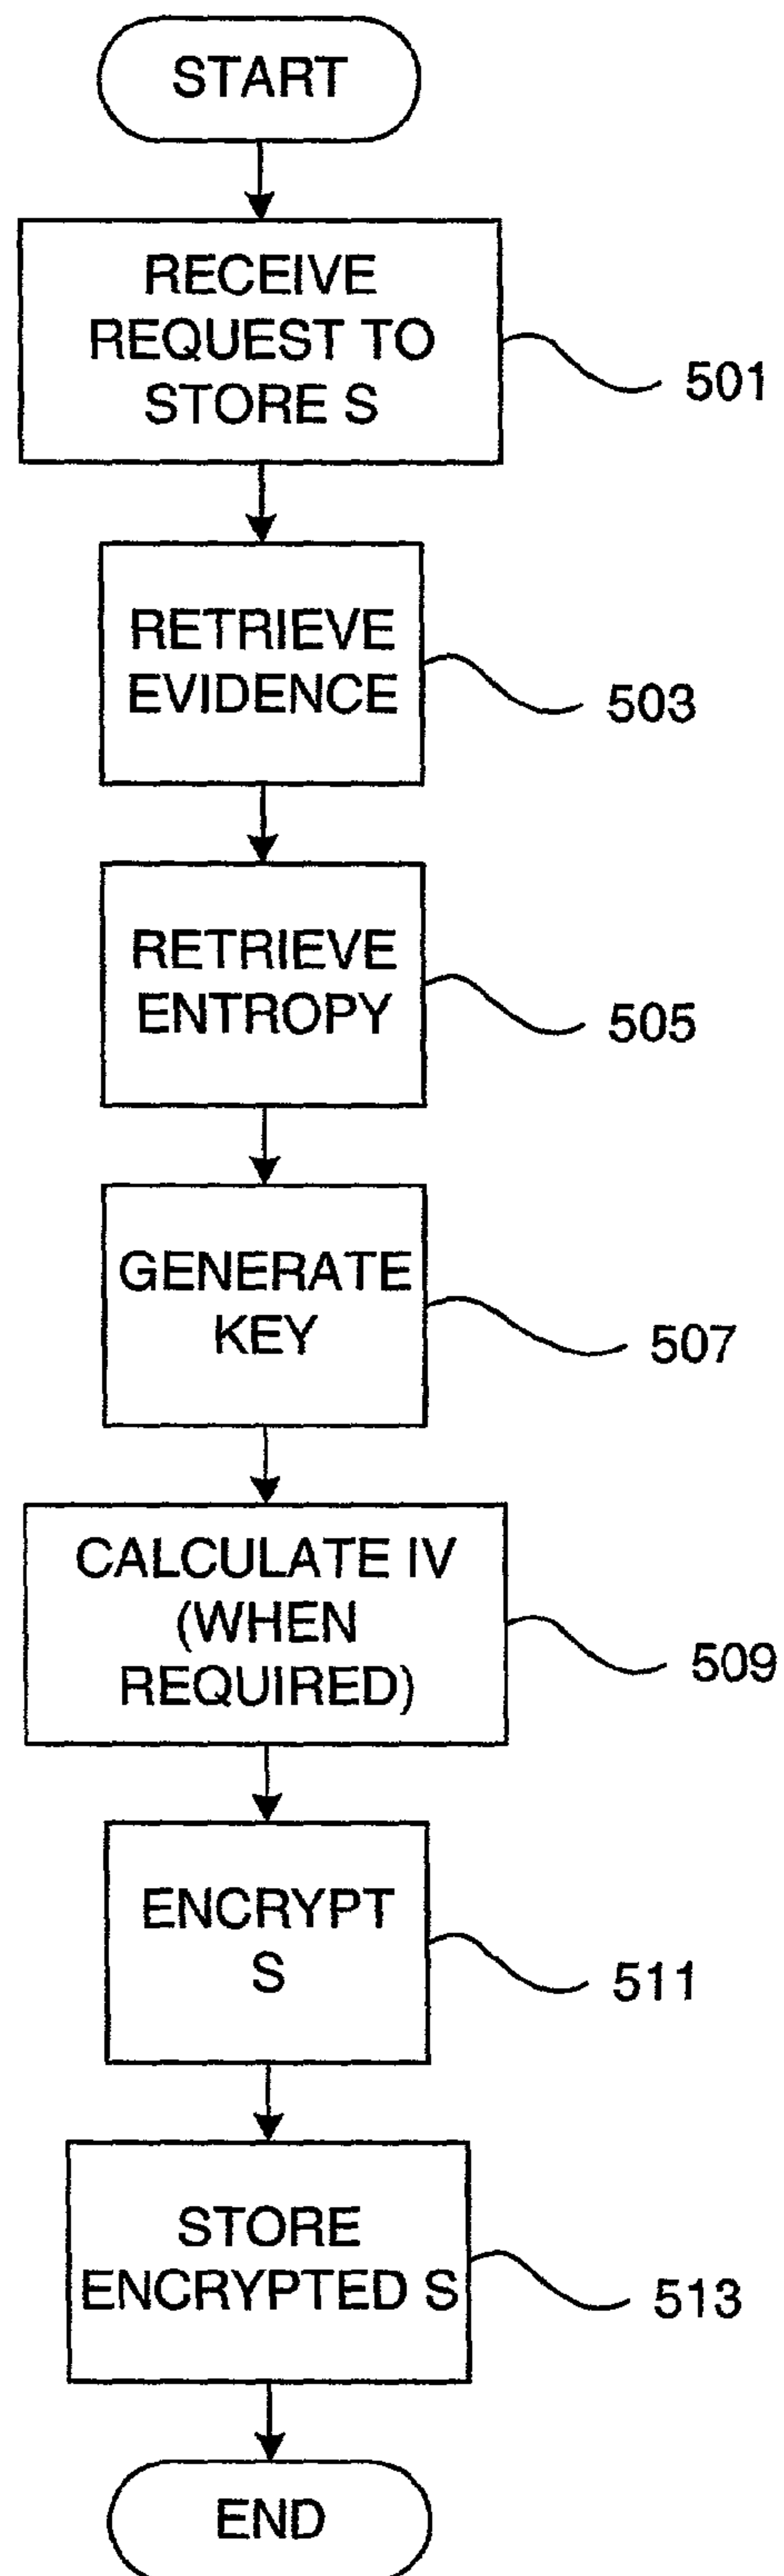 START
RECEIVE
REQUEST TO
STORE S
501
RETRIEVE
EVIDENCE
503
RETRIEVE
ENTROPY
505
GENERATE
KEY
507
CALCULATE IV
(WHEN
REQUIRED)
509
ENCRYPT
S
511
STORE
ENCRYPTED S
513
END